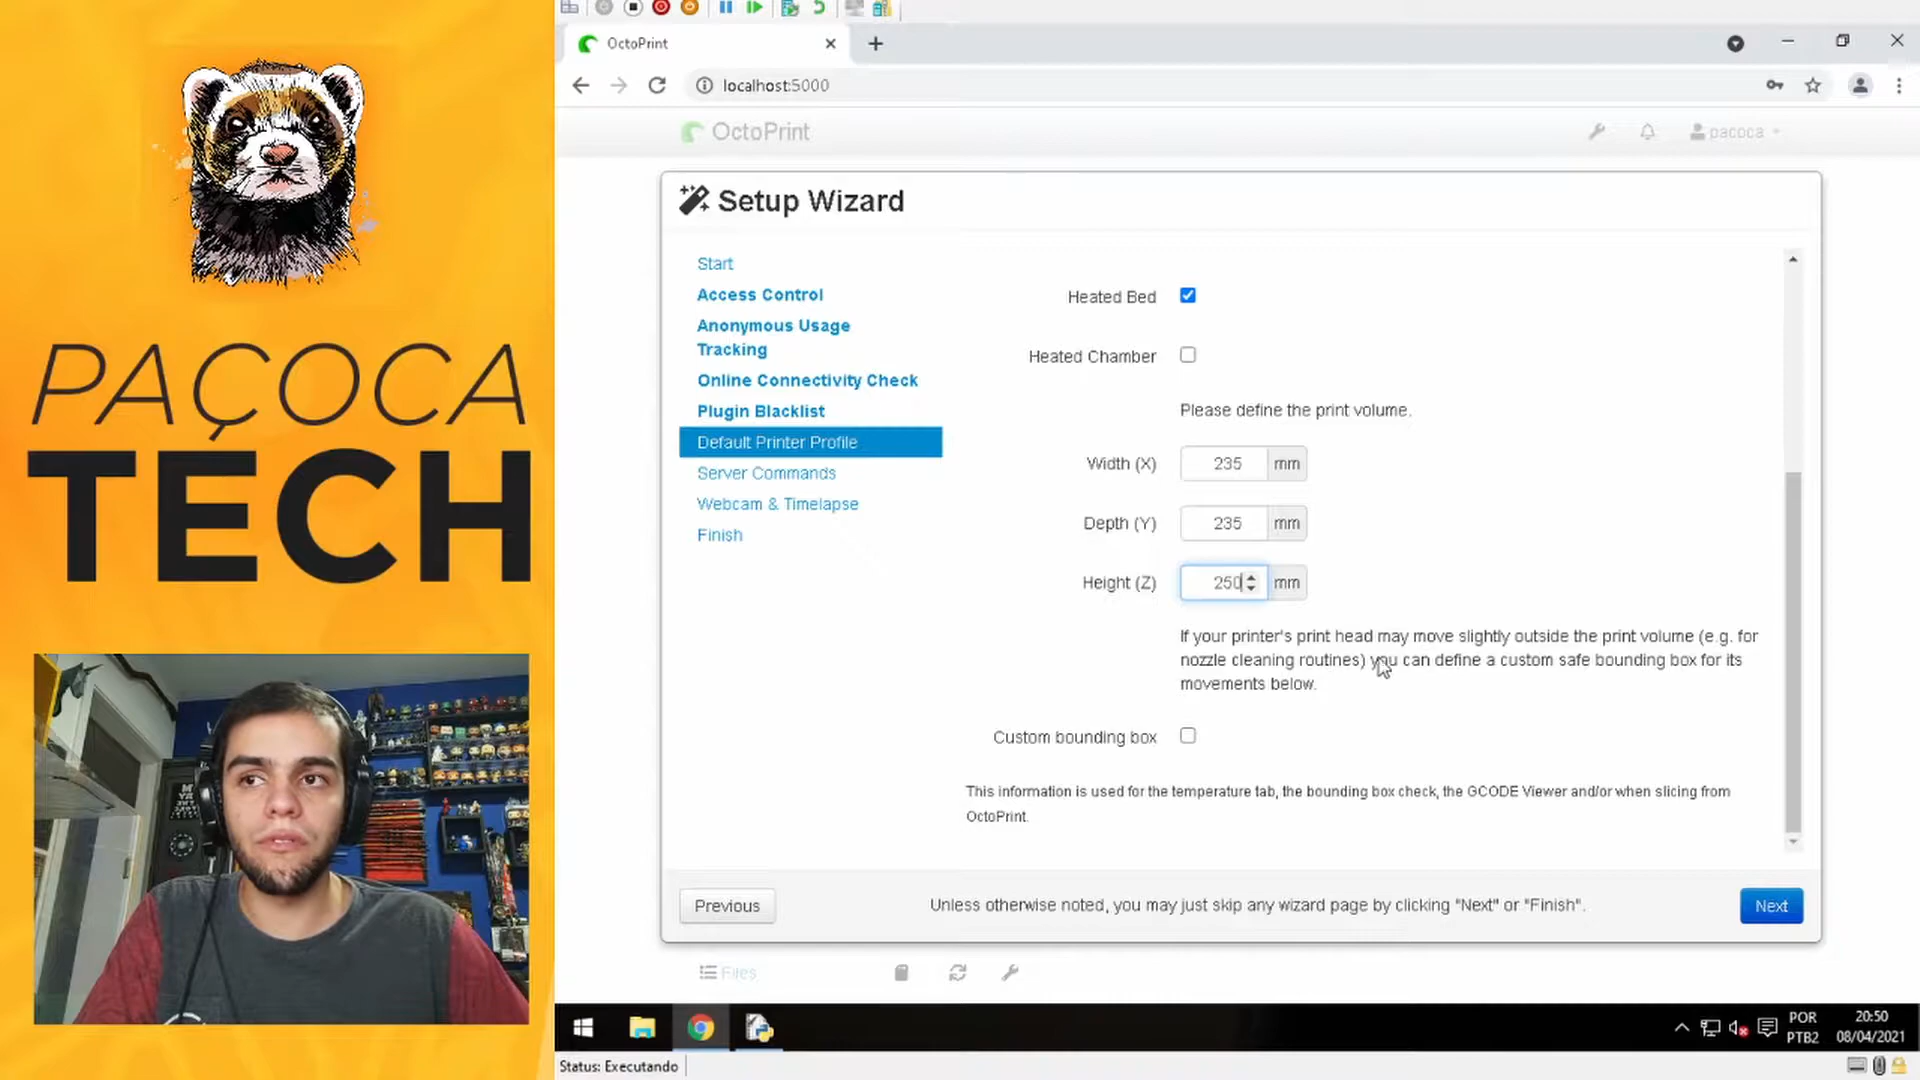 PAÇOCA
TECH
OctoPrint
localhost:5000
OctoPrint
pacoca
Setup Wizard
Start
Access Control
Anonymous Usage
Tracking
Online Connectivity Check
Plugin Blacklist
Default Printer Profile
Server Commands
Webcam & Timelapse
Finish
Heated Bed
Heated Chamber
Please define the print volume.
Width (X) 235 mm
Depth (Y) 235 mm
Height (Z) 250 mm
If your printer's print head may move slightly outside the print volume (e.g. for
nozzle cleaning routines) you can define a custom safe bounding box for its
movements below.
Custom bounding box
This information is used for the temperature tab, the bounding box check, the GCODE Viewer and/or when slicing from
OctoPrint.
Previous
Unless otherwise noted, you may just skip any wizard page by clicking "Next" or "Finish".
Next
Files
POR
PTB2
20:50
08/04/2021
Status: Executando